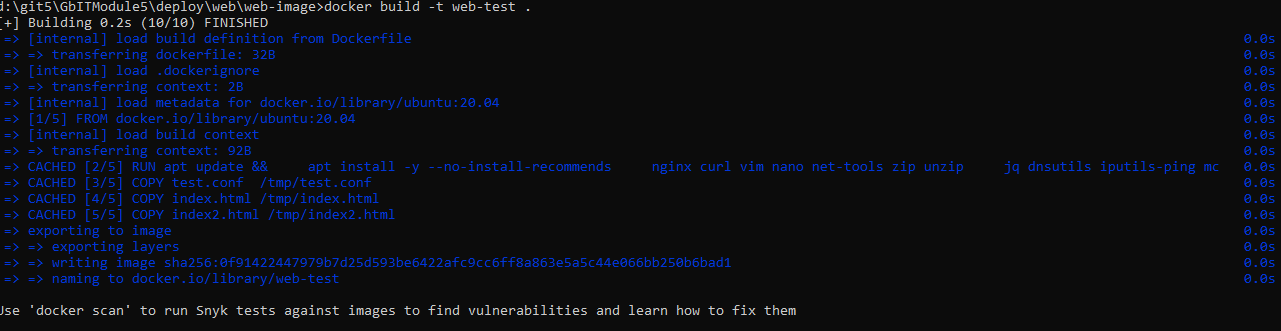 d:\git5\GbITModule5\deploy\web\web-image>docker build -t web-test .
[+] Building 0.2s (10/10) FINISHED
=> [internal] load build definition from Dockerfile 0.0s
=> => transferring dockerfile: 32B 0.0s
=> [internal] load .dockerignore 0.0s
=> => transferring context: 2B 0.0s
=> [internal] load metadata for docker.io/library/ubuntu:20.04 0.0s
=> [1/5] FROM docker.io/library/ubuntu:20.04 0.0s
=> [internal] load build context 0.0s
=> => transferring context: 92B 0.0s
=> CACHED [2/5] RUN apt update &&     apt install -y --no-install-recommends     nginx curl vim nano net-tools zip unzip     jq dnsutils iputils-ping mc 0.0s
=> CACHED [3/5] COPY test.conf  /tmp/test.conf 0.0s
=> CACHED [4/5] COPY index.html /tmp/index.html 0.0s
=> CACHED [5/5] COPY index2.html /tmp/index2.html 0.0s
=> exporting to image 0.0s
=> => exporting layers 0.0s
=> => writing image sha256:0f91422447979b7d25d593be6422afc9cc6ff8a863e5a5c44e066bb250b6bad1 0.0s
=> => naming to docker.io/library/web-test 0.0s
Use 'docker scan' to run Snyk tests against images to find vulnerabilities and learn how to fix them